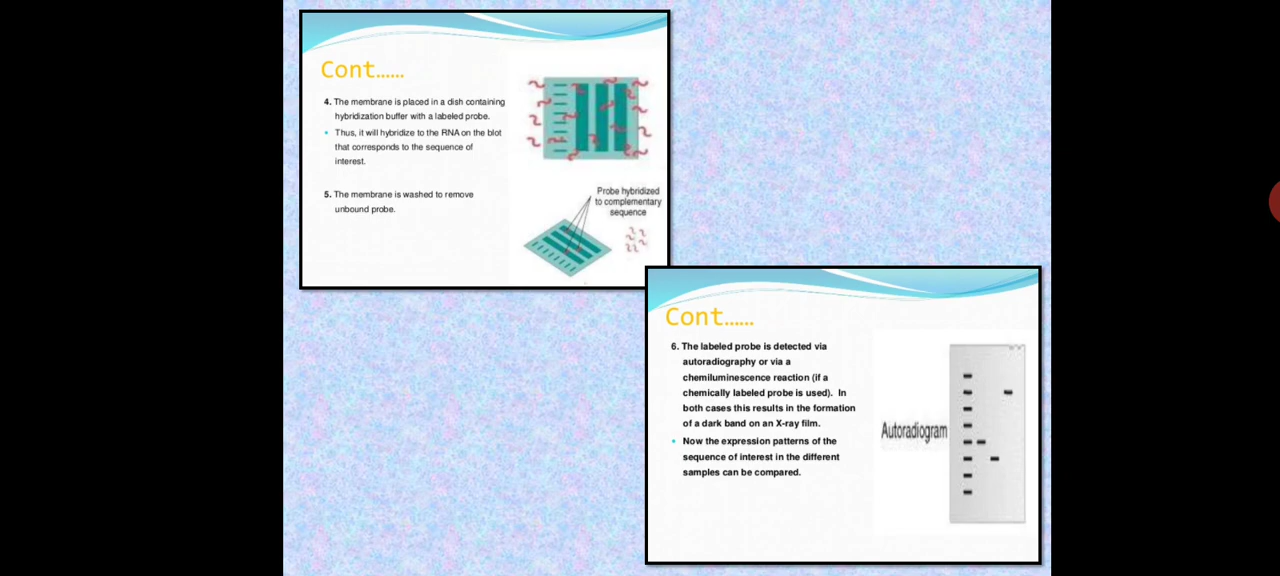 Cont......
4. The membrane is placed in a dish containing
hybridization buffer with a labeled probe.
• Thus, it will hybridize to the RNA on the blot
that corresponds to the sequence of
interest.
5. The membrane is washed to remove
unbound probe.
Probe hybridized
to complementary
sequence
Cont......
6. The labeled probe is detected via
autoradiography or via a
chemiluminescence reaction (if a
chemically labeled probe is used). In
both cases this results in the formation
of a dark band on an X-ray film.
• Now the expression patterns of the
sequence of interest in the different
samples can be compared.
Autoradiogram